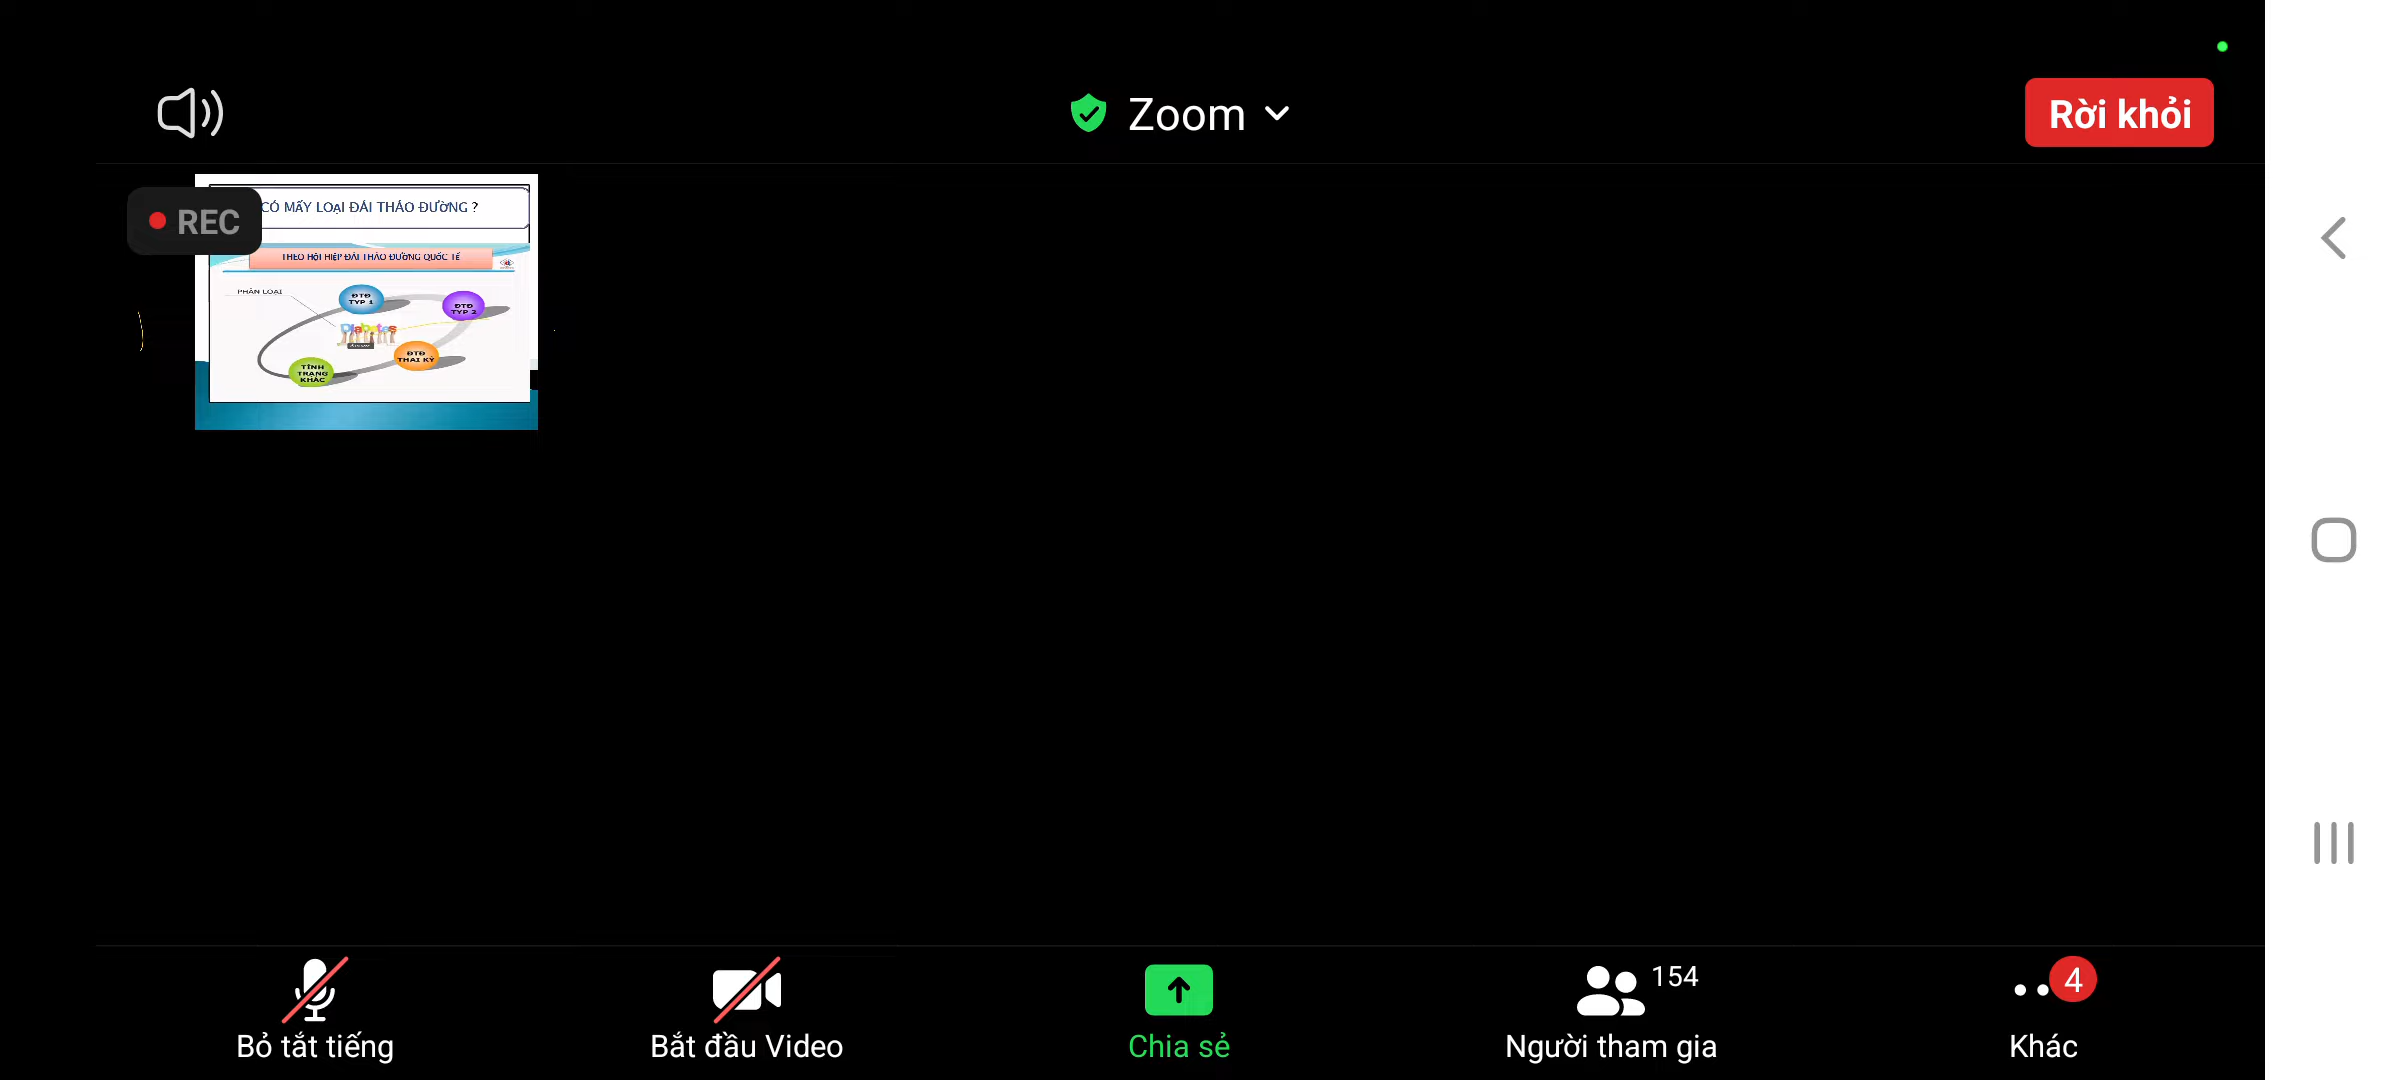 Zoom
Rời khỏi
REC
CÓ MẤY LOẠI ĐÁI THÁO ĐƯỜNG ?
THEO HỘI HIỆP ĐÁI THÁO ĐƯỜNG QUỐC TẾ
PHÂN LOẠI
ĐTĐ
TYP 1
ĐTĐ
TYP 2
Diabetes
ĐTĐ
THAI KỲ
TÌNH
TRẠNG
KHÁC
154
4
Bỏ tắt tiếng
Bắt đầu Video
Chia sẻ
Người tham gia
Khác